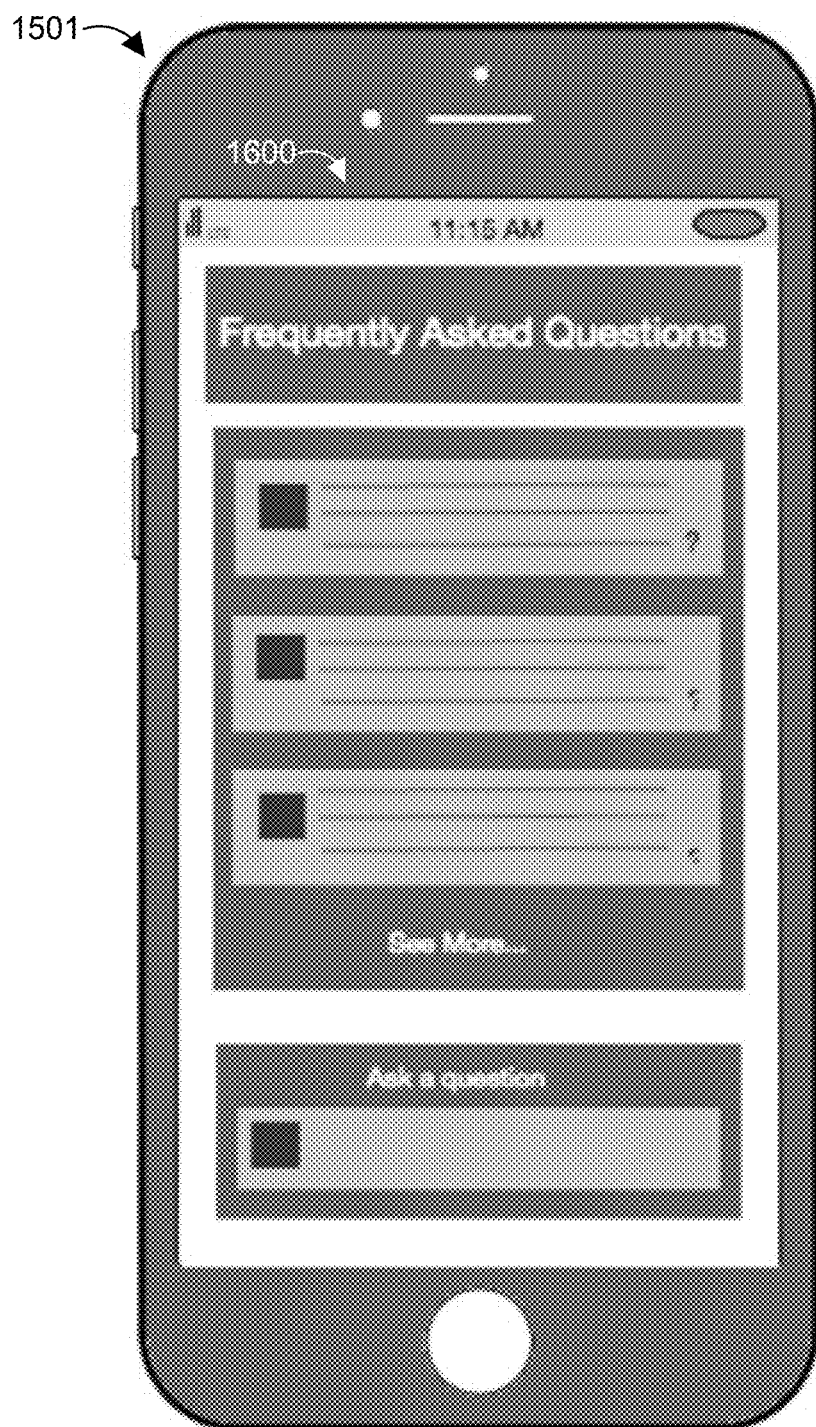 1501
1600
11:15 AM
Frequently Asked Questions
?
?
?
See More...
Ask a question